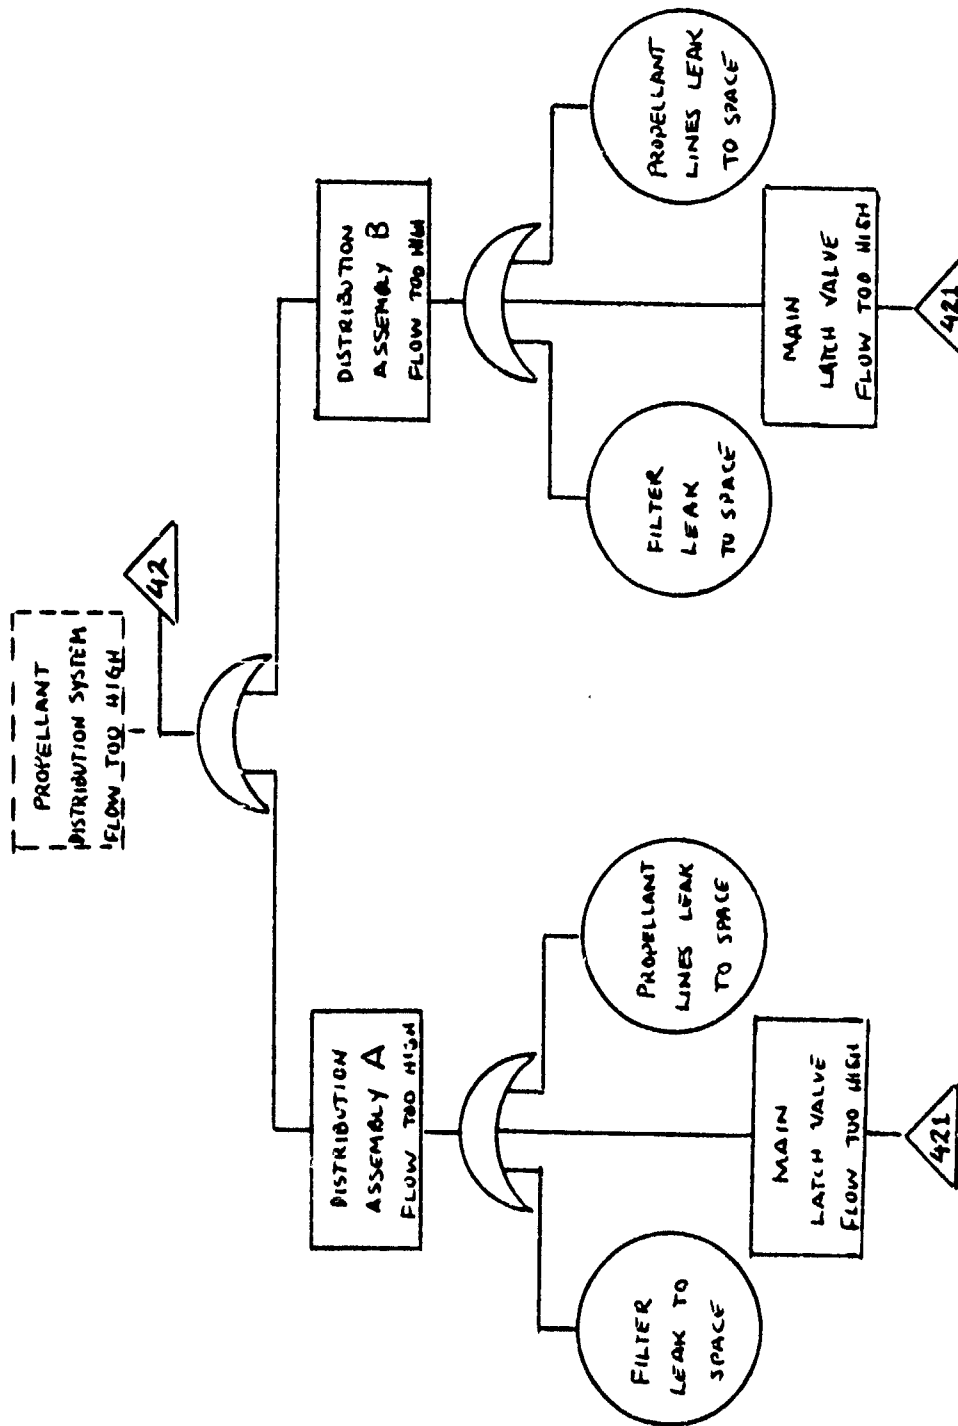 PROPELLANT
DISTRIBUTION SYSTEM
FLOW TOO HIGH
42
DISTRIBUTION
ASSEMBLY A
FLOW TOO HIGH
DISTRIBUTION
ASSEMBLY B
FLOW TOO HIGH
FILTER
LEAK TO
SPACE
PROPELLANT
LINES LEAK
TO SPACE
FILTER
LEAK
TO SPACE
PROPELLANT
LINES LEAK
TO SPACE
MAIN
LATCH VALVE
FLOW TOO HIGH
MAIN
LATCH VALVE
FLOW TOO HIGH
421
421